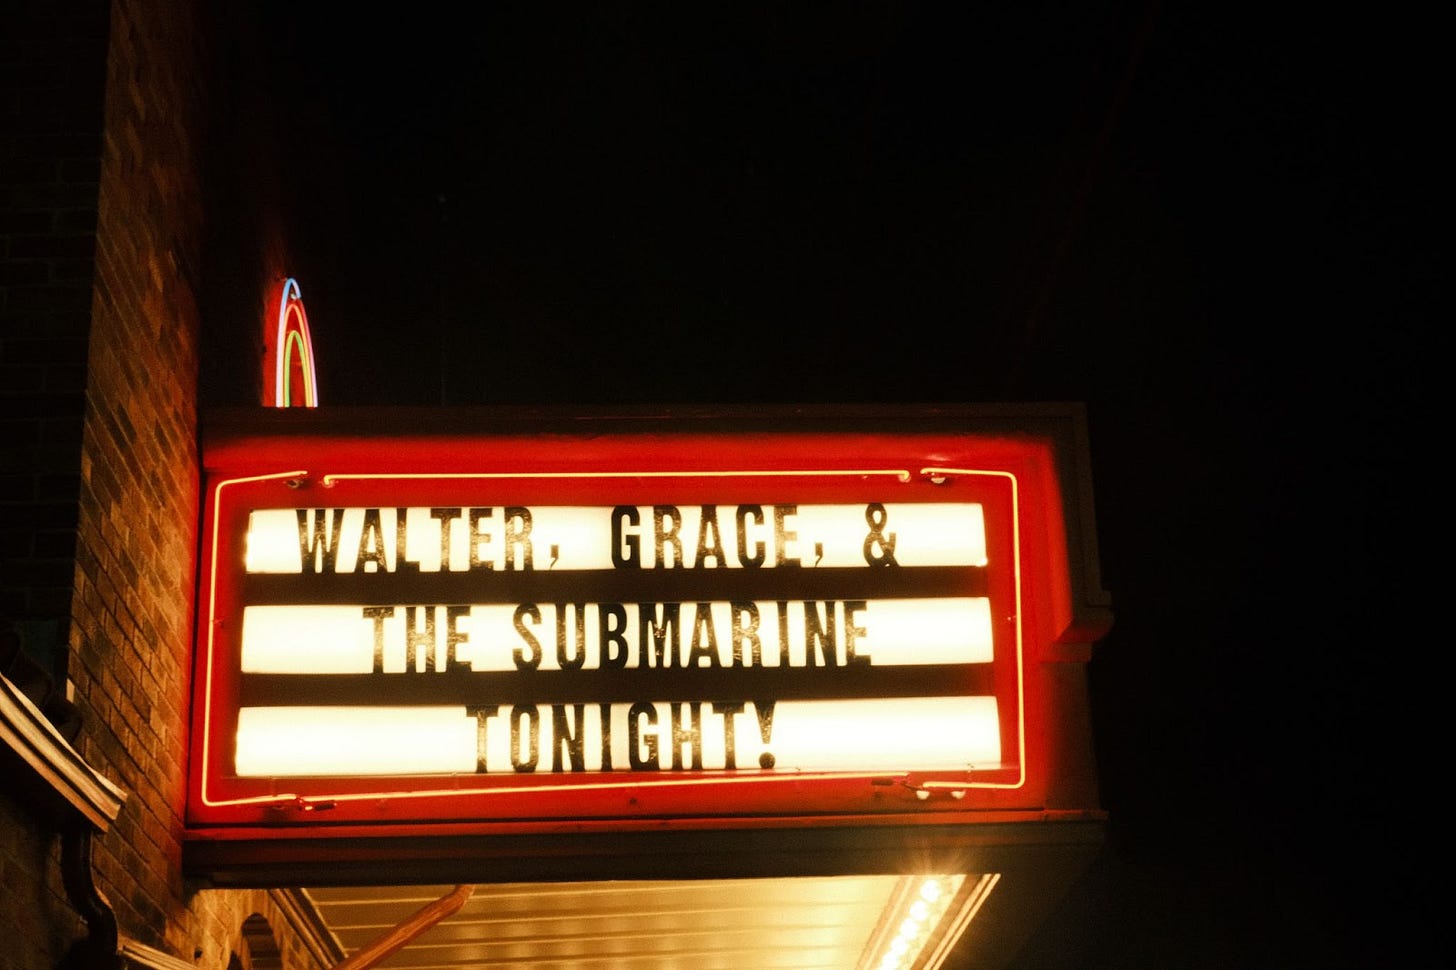 WALTER, GRACE, &
THE SUBMARINE
TONIGHT!